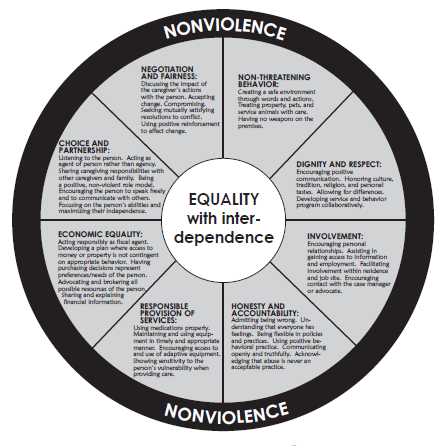 NONVIOLENCE
NEGOTIATION
AND FAIRNESS:
Discussing the impact of
the caregiver's actions
with the person. Accepting
change. Compromising.
Seeking mutually satisfying
resolutions to conflict.
Using positive reinforcement
to affect change.
NON-THREATENING
BEHAVIOR:
Creating a safe environment
through words and actions.
Treating property, pets, and
service animals with care.
Having no weapons on the
premises.
CHOICE AND
PARTNERSHIP:
Listening to the person. Acting as
agent of person rather than agency.
Sharing caregiving responsibilities with
other caregivers and family. Being
a positive, non-violent role model.
Encouraging the person to speak freely
and to communicate with others.
Focusing on the person's abilities and
maximizing their independence.
DIGNITY AND RESPECT:
Encouraging positive
communication. Honoring culture,
tradition, religion, and personal
tastes. Allowing for differences.
Developing service and behavior
program collaboratively.
EQUALITY
with inter-
dependence
ECONOMIC EQUALITY:
Acting responsibly as fiscal agent.
Developing a plan where access to
money or property is not contingent
on appropriate behavior. Having
purchasing decisions represent
preferences/needs of the person.
Advocating and brokering all
possible resources of the person.
Sharing and explaining
financial information.
INVOLVEMENT:
Encouraging personal
relationships. Assisting in
gaining access to information
and employment. Facilitating
involvement within residence
and job site. Encouraging
contact with the case manager
or advocate.
RESPONSIBLE
PROVISION OF
SERVICES:
Using medications properly.
Maintaining and using equip-
ment in timely and appropriate
manner. Encouraging access to
and use of adaptive equipment.
Showing sensitivity to the
person's vulnerability when
providing care.
HONESTY AND
ACCOUNTABILITY:
Admitting being wrong. Un-
derstanding that everyone has
feelings. Being flexible in policies
and practices. Using positive be-
havioral practice. Communicating
openly and truthfully. Acknowl-
edging that abuse is never an
acceptable practice.
NONVIOLENCE